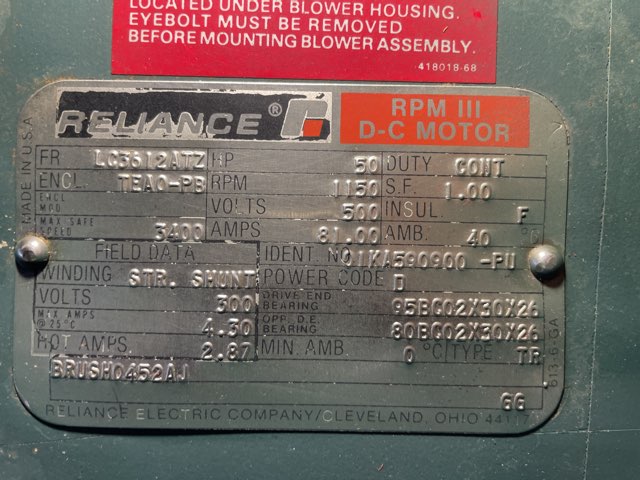 LOCATED UNDER BLOWER HOUSING.
EYEBOLT MUST BE REMOVED
BEFORE MOUNTING BLOWER ASSEMBLY.
418018-68
RELIANCE ®
RPM III
D-C MOTOR
MADE IN U.S.A.
FR LC3612ATZ HP 50 DUTY CONT
ENCL. TEAO-PB RPM 1150 S.F. 1.00
ENCL MOD VOLTS 500 INSUL. F
MAX SAFE SPEED 3400 AMPS 81.00 AMB. 40 °C
FIELD DATA IDENT. NO. 01KA590900 -PU
WINDING STR. SHUNT POWER CODE D
VOLTS 300 DRIVE END BEARING 95BC02X30X26
MAX AMPS @ 25°C 4.30 OPP. D.E. BEARING 80BC02X30X26
HOT AMPS 2.87 MIN. AMB. 0 °C TYPE TR
BRUSH0452AJ
GG
RELIANCE ELECTRIC COMPANY/CLEVELAND, OHIO 44117